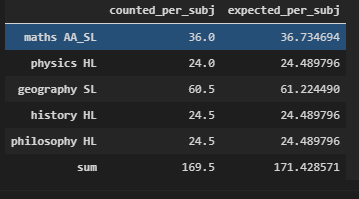 counted_per_subj expected_per_subj
maths AA_SL 36.0 36.734694
physics HL 24.0 24.489796
geography SL 60.5 61.224490
history HL 24.5 24.489796
philosophy HL 24.5 24.489796
sum 169.5 171.428571